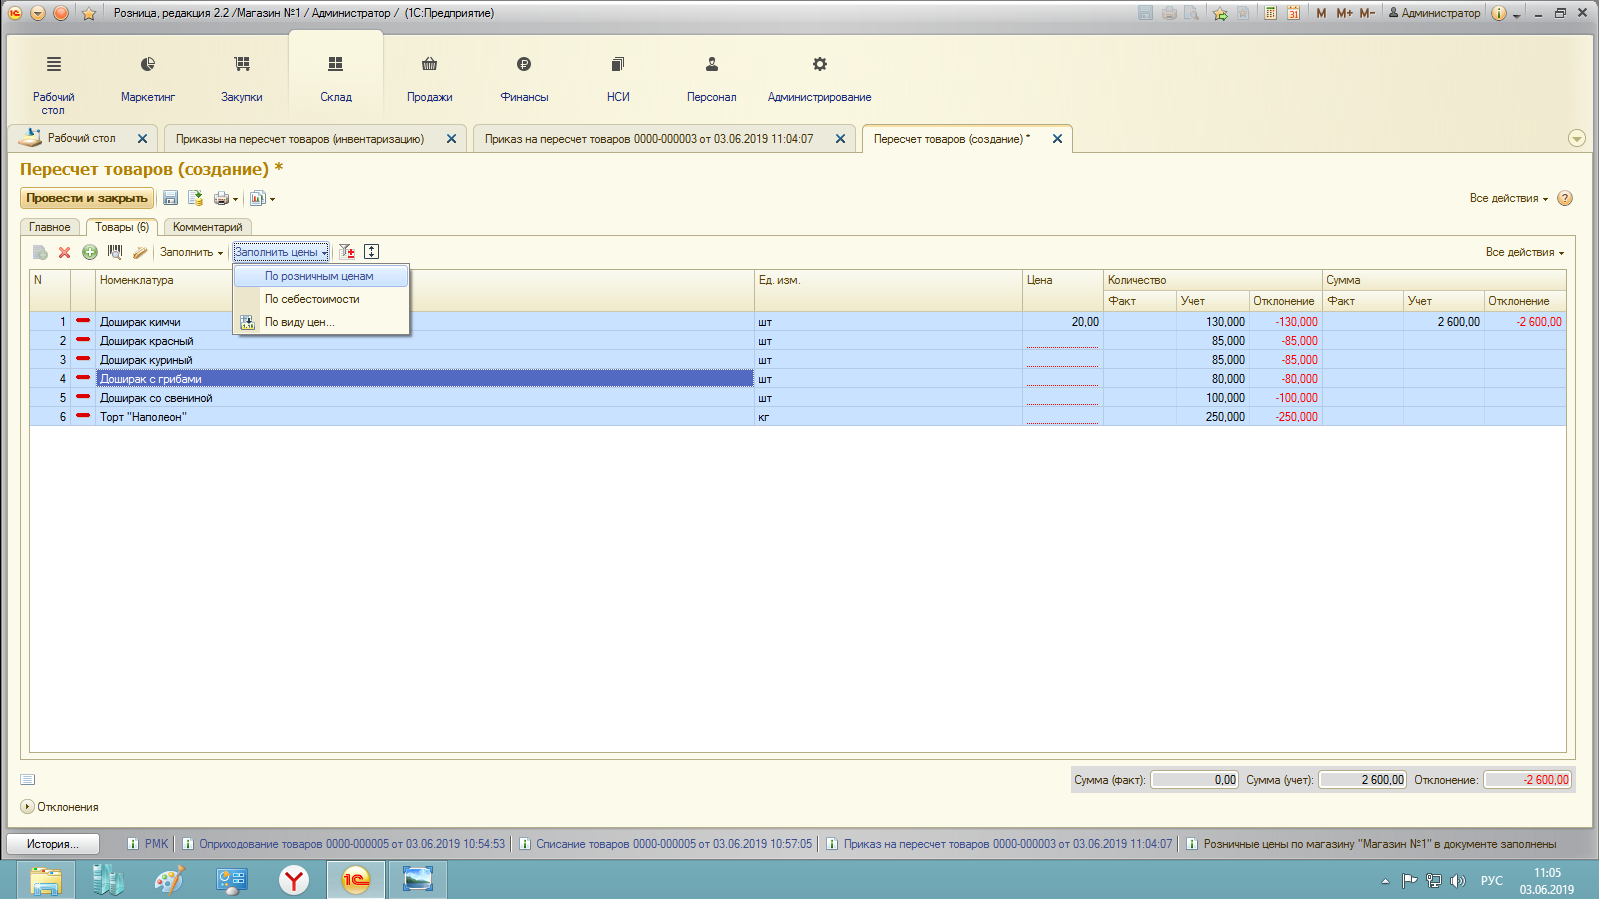 Розница, редакция 2.2 /Магазин №1 / Администратор / (1С:Предприятие)
M M+ M- Администратор
Рабочий стол
Маркетинг
Закупки
Склад
Продажи
Финансы
НСИ
Персонал
Администрирование
Рабочий стол
Приказы на пересчет товаров (инвентаризацию)
Приказ на пересчет товаров 0000-000003 от 03.06.2019 11:04:07
Пересчет товаров (создание) *
Пересчет товаров (создание) *
Провести и закрыть
Все действия
Главное
Товары (6)
Комментарий
Заполнить
Заполнить цены
Все действия
По розничным ценам
По себестоимости
По виду цен...
N Номенклатура Ед. изм. Цена Количество Сумма
Факт Учет Отклонение Факт Учет Отклонение
1 Доширак кимчи шт 20,00 130,000 -130,000 2 600,00 -2 600,00
2 Доширак красный шт 85,000 -85,000
3 Доширак куриный шт 85,000 -85,000
4 Доширак с грибами шт 80,000 -80,000
5 Доширак со свениной шт 100,000 -100,000
6 Торт "Наполеон" кг 250,000 -250,000
Сумма (факт): 0,00 Сумма (учет): 2 600,00 Отклонение: -2 600,00
Отклонения
История...
РМК
Оприходование товаров 0000-000005 от 03.06.2019 10:54:53
Списание товаров 0000-000005 от 03.06.2019 10:57:05
Приказ на пересчет товаров 0000-000003 от 03.06.2019 11:04:07
Розничные цены по магазину "Магазин №1" в документе заполнены
РУС
11:05
03.06.2019